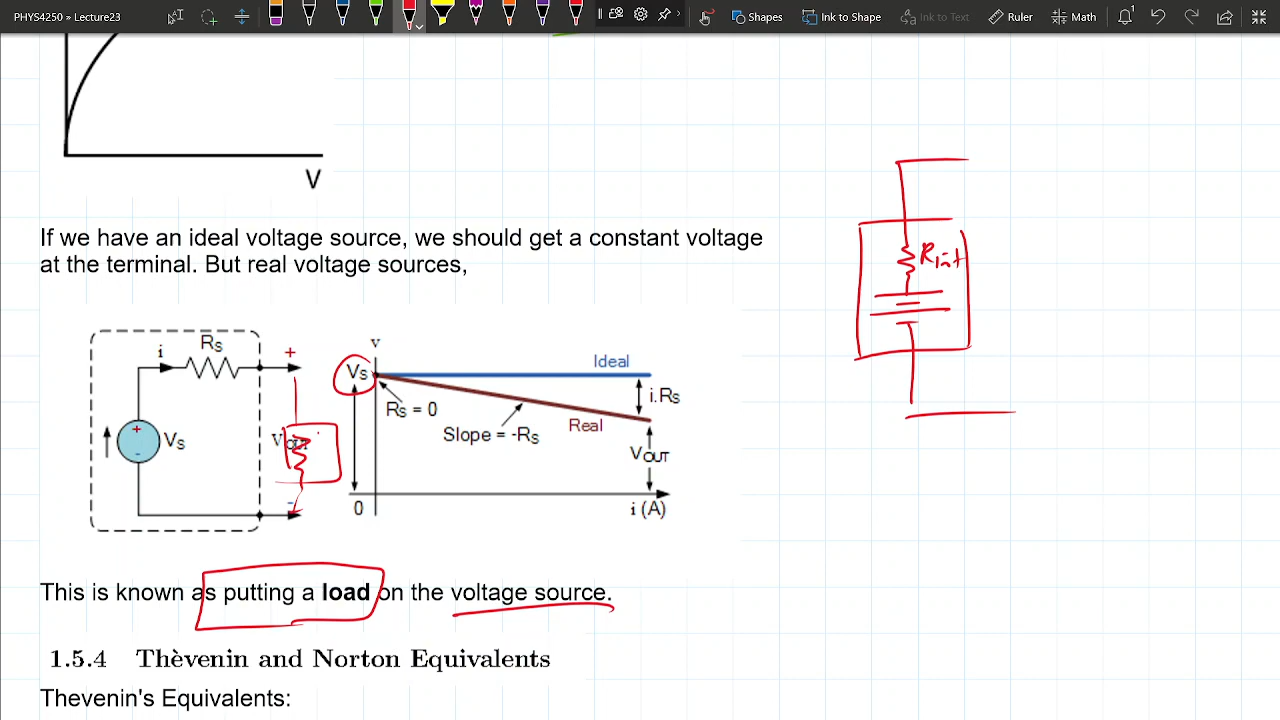 PHYS4250 » Lecture23
Shapes
Ink to Shape
Ink to Text
Ruler
Math
V
If we have an ideal voltage source, we should get a constant voltage
at the terminal. But real voltage sources,
Rint
i
Rs
+
+
-
Vs
-
v
Vs
Ideal
Rs = 0
i.Rs
Slope = -Rs
Real
VOUT
0
i (A)
This is known as putting a load on the voltage source.
1.5.4 Thèvenin and Norton Equivalents
Thevenin's Equivalents: